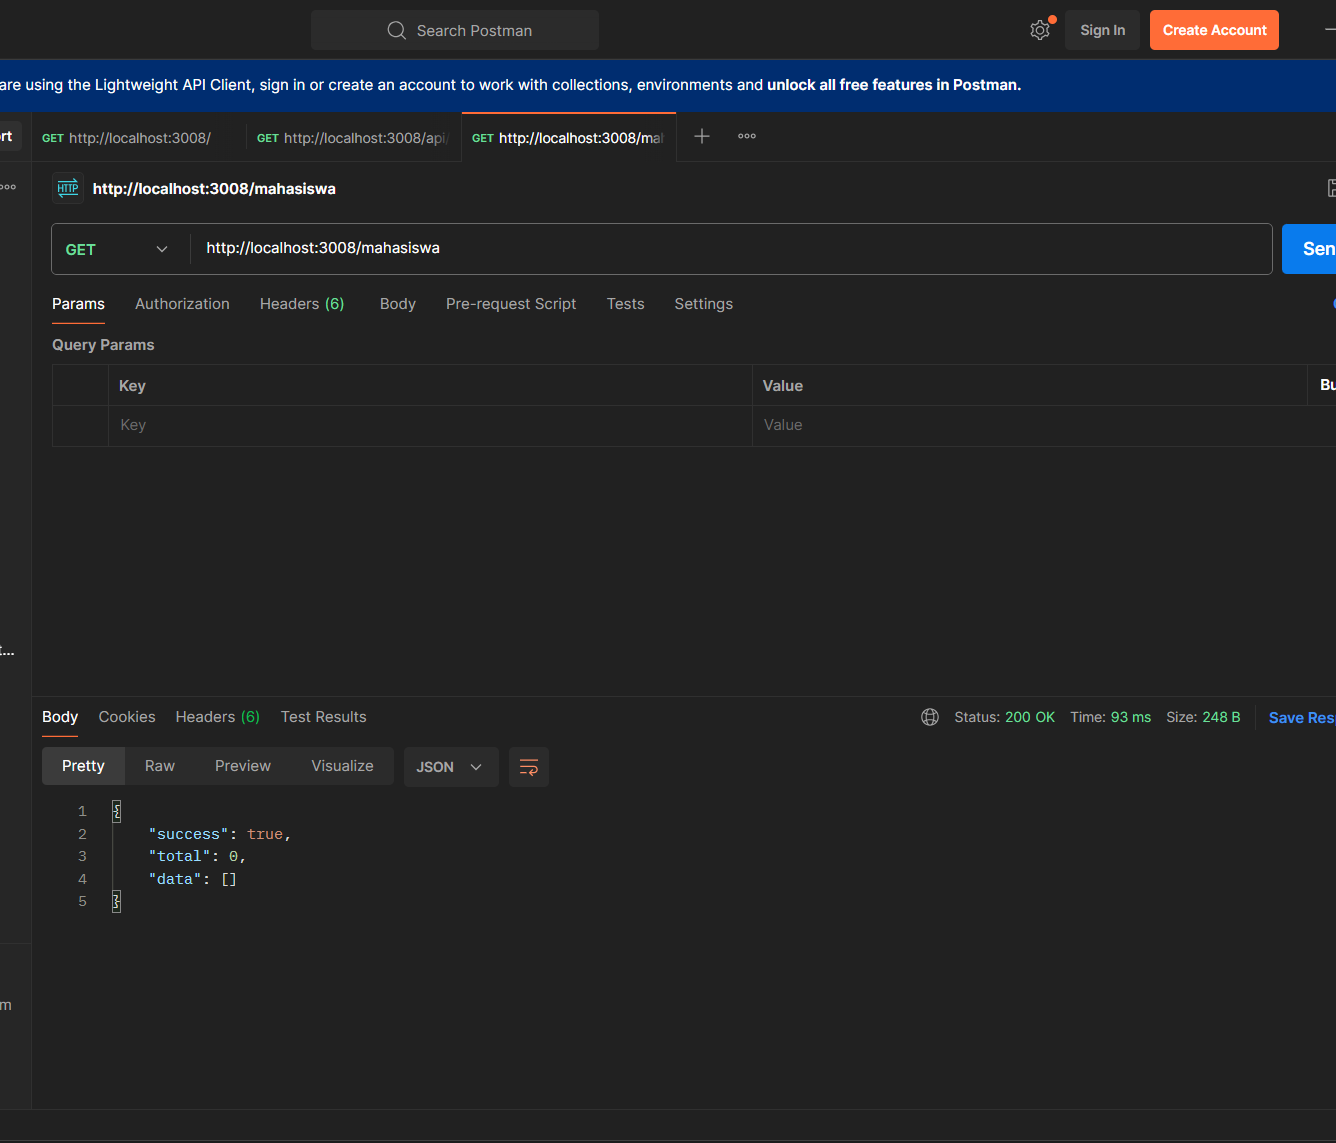 Search Postman
Sign In
Create Account
are using the Lightweight API Client, sign in or create an account to work with collections, environments and unlock all free features in Postman.
rt
GET http://localhost:3008/
GET http://localhost:3008/api/
GET http://localhost:3008/mah
HTTP
http://localhost:3008/mahasiswa
GET
http://localhost:3008/mahasiswa
Sen
Params
Authorization
Headers (6)
Body
Pre-request Script
Tests
Settings
Query Params
Key
Value
Bu
Key
Value
t...
Body
Cookies
Headers (6)
Test Results
Status: 200 OK
Time: 93 ms
Size: 248 B
Save Res
Pretty
Raw
Preview
Visualize
JSON
1 {
2 "success": true,
3 "total": 0,
4 "data": []
5 }
m